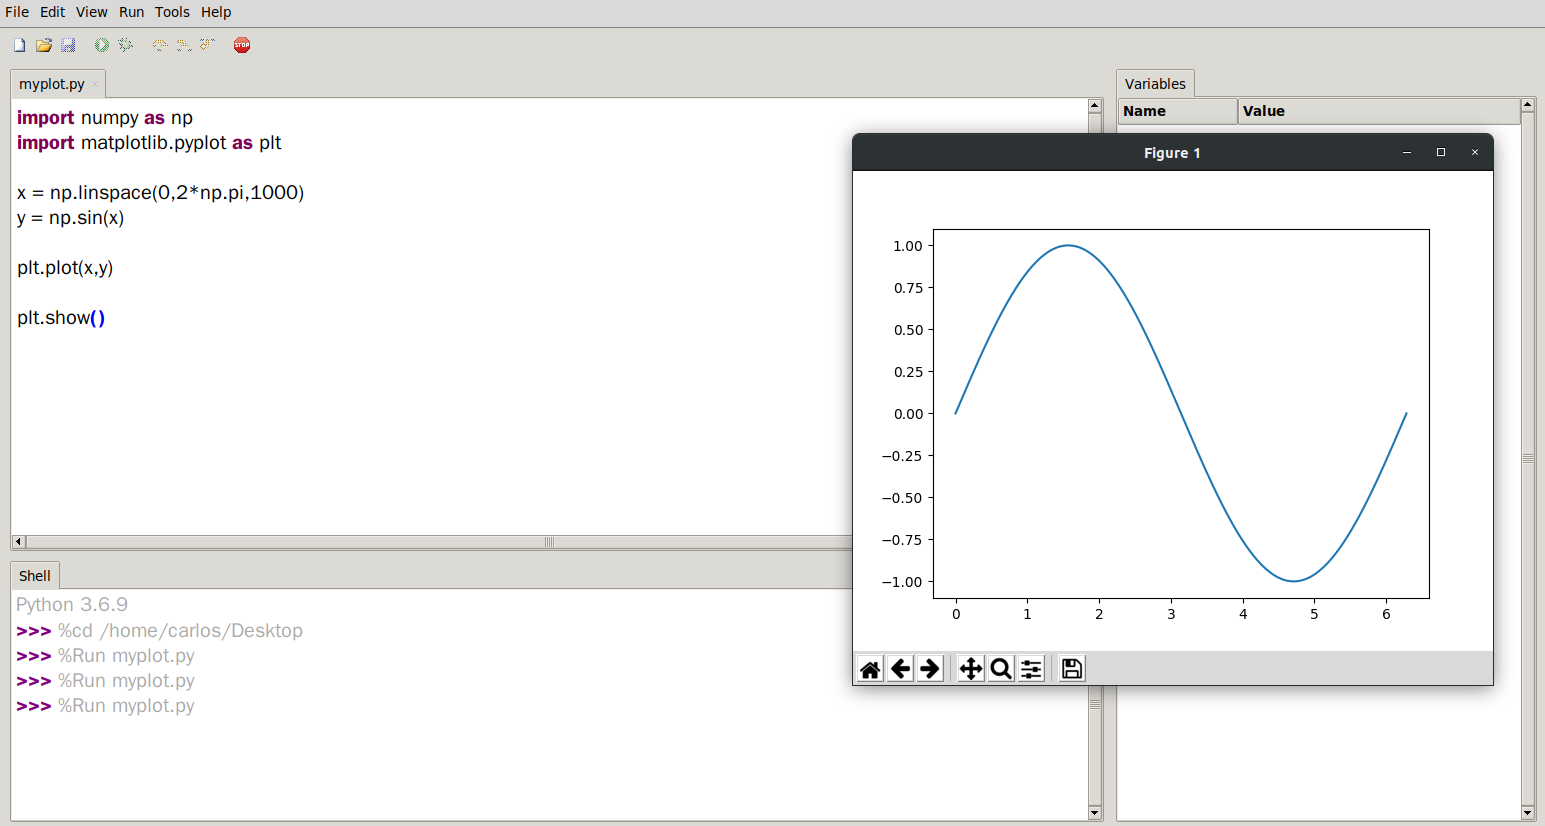 File Edit View Run Tools Help
STOP
myplot.py
import numpy as np
import matplotlib.pyplot as plt
x = np.linspace(0,2*np.pi,1000)
y = np.sin(x)
plt.plot(x,y)
plt.show()
Shell
Python 3.6.9
>>> %cd /home/carlos/Desktop
>>> %Run myplot.py
>>> %Run myplot.py
>>> %Run myplot.py
Variables
Name Value
Figure 1
1.00
0.75
0.50
0.25
0.00
−0.25
−0.50
−0.75
−1.00
0 1 2 3 4 5 6